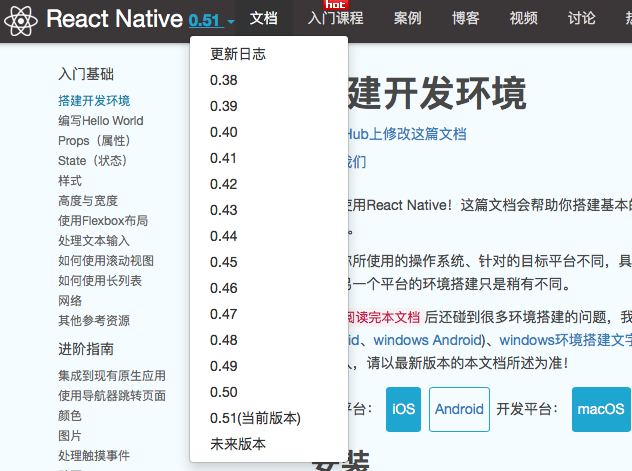 React Native 0.51 文档 入门课程 hot 案例 博客 视频 讨论
入门基础
搭建开发环境
编写Hello World
Props（属性）
State（状态）
样式
高度与宽度
使用Flexbox布局
处理文本输入
如何使用滚动视图
如何使用长列表
网络
其他参考资源
进阶指南
集成到现有原生应用
使用导航器跳转页面
颜色
图片
处理触摸事件
更新日志
0.38
0.39
0.40
0.41
0.42
0.43
0.44
0.45
0.46
0.47
0.48
0.49
0.50
0.51(当前版本)
未来版本
建开发环境
Hub上修改这篇文档
我们
使用React Native！这篇文档会帮助你搭建基本的
。
你所使用的操作系统、针对的目标平台不同，具
另一个平台的环境搭建只是稍有不同。
阅读完本文档 后还碰到很多环境搭建的问题，我
id、windows Android)、windows环境搭建文字
入，请以最新版本的本文档所述为准！
平台： iOS Android 开发平台： macOS
安装